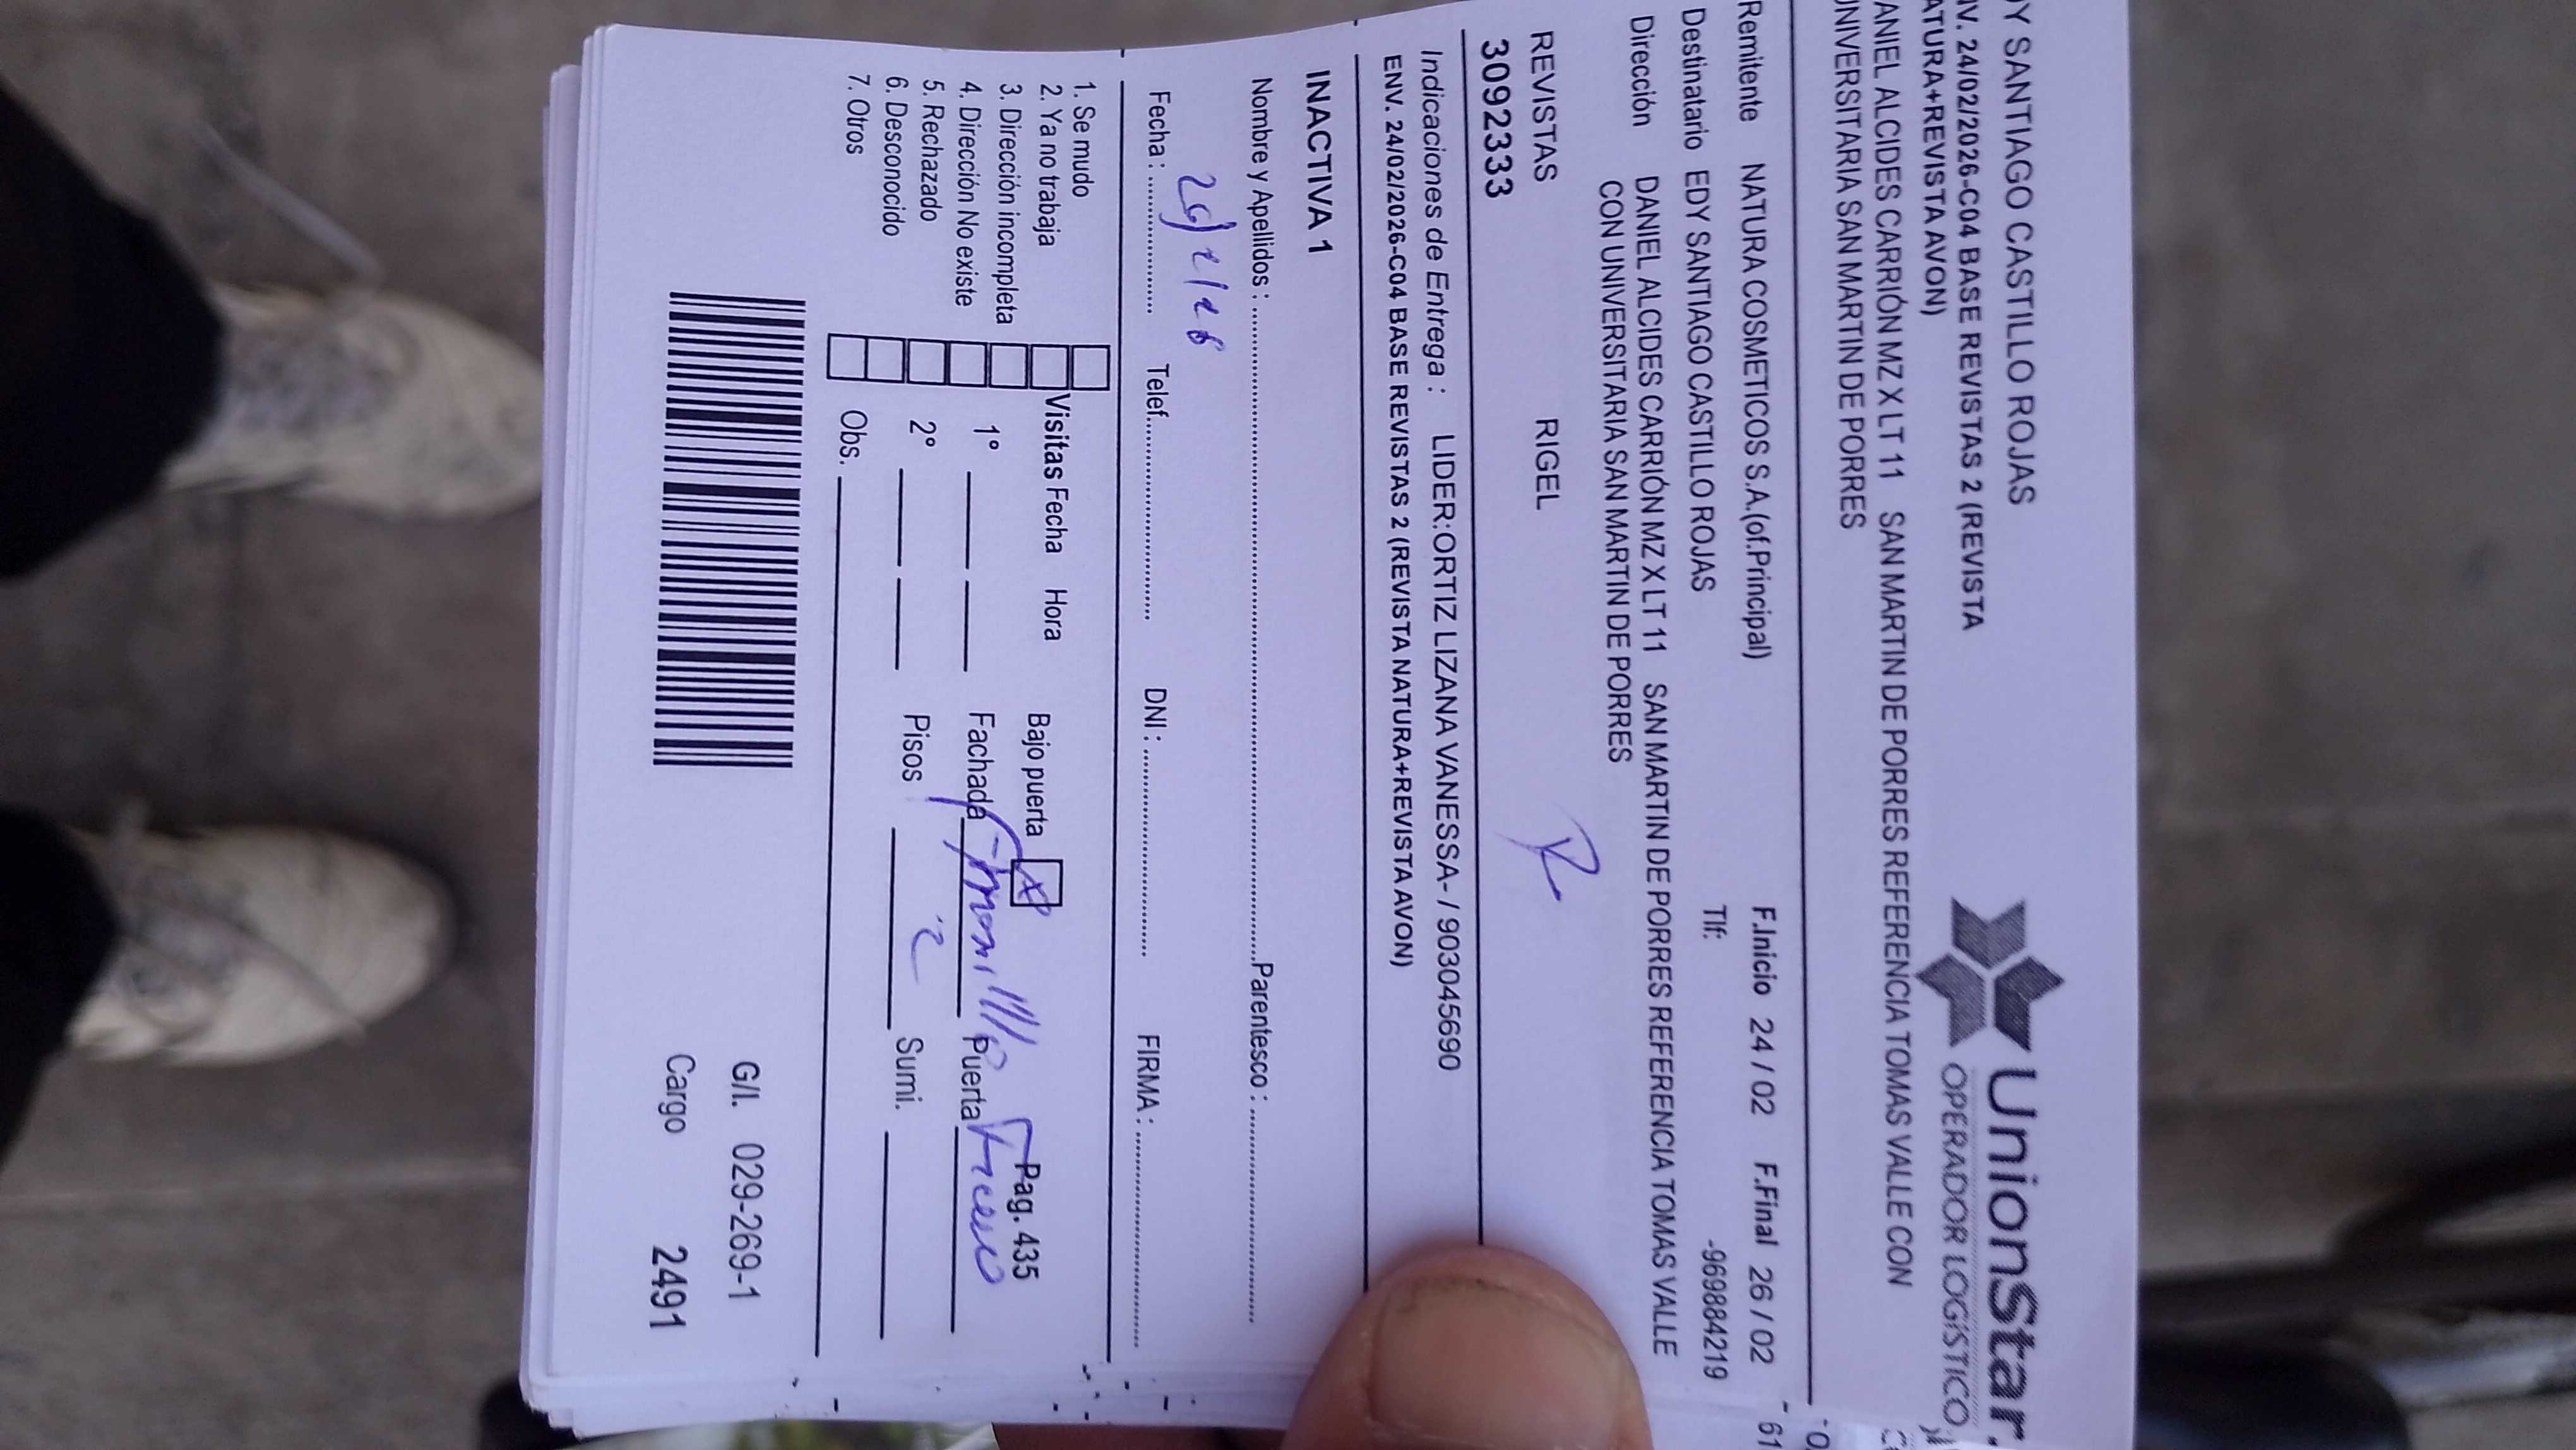 DY SANTIAGO CASTILLO ROJAS
NV. 24/02/2026-C04 BASE REVISTAS 2 (REVISTA
ATURA+REVISTA AVON)
ANIEL ALCIDES CARRIÓN MZ X LT 11 SAN MARTIN DE PORRES REFERENCIA TOMAS VALLE CON
UNIVERSITARIA SAN MARTIN DE PORRES
UnionStar.
OPERADOR LOGÍSTICO
Remitente NATURA COSMETICOS S.A.(of.Principal) F.Inicio 24 / 02 F.Final 26 / 02
Destinatario EDY SANTIAGO CASTILLO ROJAS Tlf: -969884219
Dirección DANIEL ALCIDES CARRIÓN MZ X LT 11 SAN MARTIN DE PORRES REFERENCIA TOMAS VALLE
CON UNIVERSITARIA SAN MARTIN DE PORRES
REVISTAS RIGEL
3092333
Indicaciones de Entrega : LIDER:ORTIZ LIZANA VANESSA- / 903045690
ENV. 24/02/2026-C04 BASE REVISTAS 2 (REVISTA NATURA+REVISTA AVON)
INACTIVA 1
Nombre y Apellidos : Parentesco :
Fecha : Telef. DNI : FIRMA :
1. Se mudo
2. Ya no trabaja
3. Dirección incompleta
4. Dirección No existe
5. Rechazado
6. Desconocido
7. Otros
Visitas Fecha Hora
1°
2°
Obs.
Bajo puerta X Pag. 435
Fachada Amarillo Puerta Fierro
Pisos 2 Sumi.
G/I. 029-269-1
Cargo 2491
61